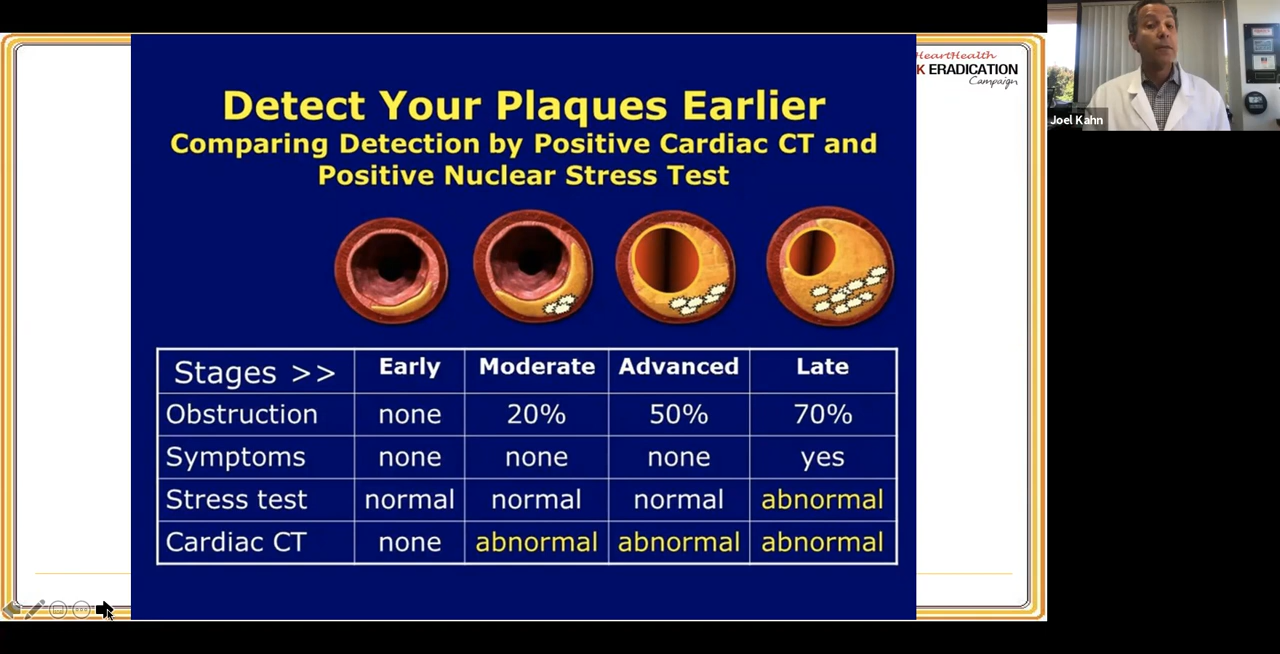 Detect Your Plaques Earlier
Comparing Detection by Positive Cardiac CT and
Positive Nuclear Stress Test
Stages >> Early Moderate Advanced Late
Obstruction none 20% 50% 70%
Symptoms none none none yes
Stress test normal normal normal abnormal
Cardiac CT none abnormal abnormal abnormal
HeartHealth
K ERADICATION
Campaign
Joel Kahn